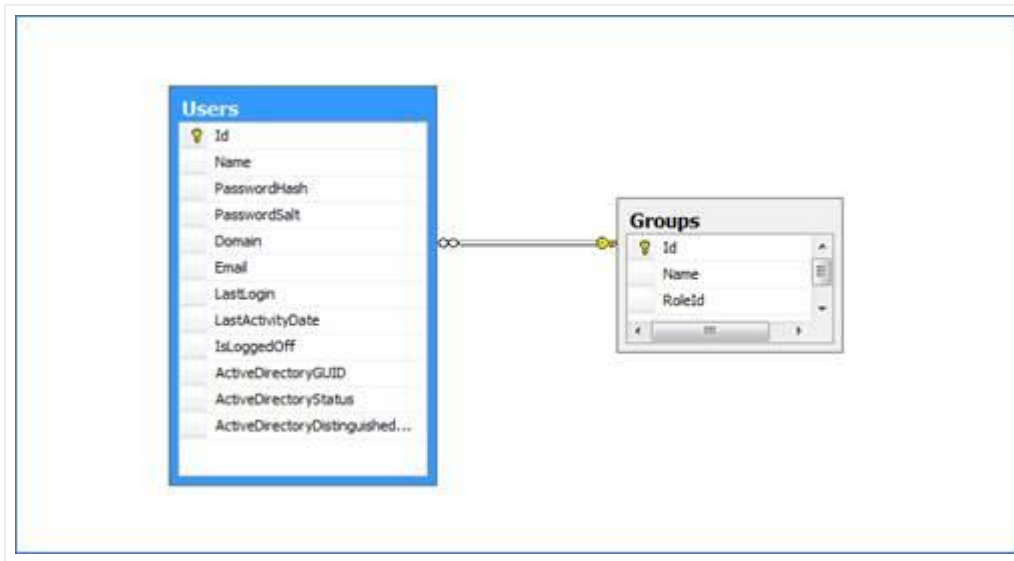 Users
Id
Name
PasswordHash
PasswordSalt
Domain
Email
LastLogin
LastActivityDate
IsLoggedOff
ActiveDirectoryGUID
ActiveDirectoryStatus
ActiveDirectoryDistinguished...
Groups
Id
Name
RoleId